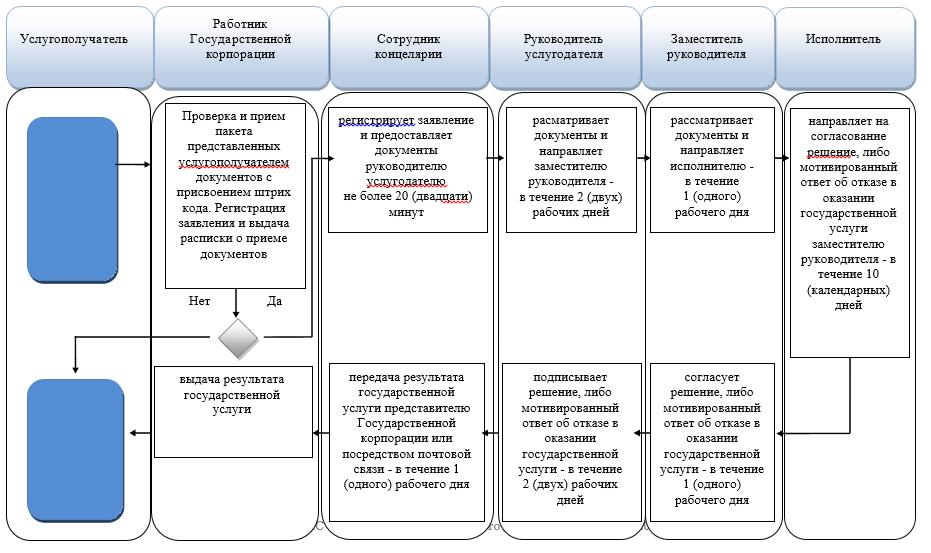 Услугополучатель
Работник
Государственной
корпорации
Сотрудник
концелярии
Руководитель
услугодателя
Заместитель
руководителя
Исполнитель
Проверка и прием
пакета
представленных
услугополучателем
документов с
присвоением штрих
кода. Регистрация
заявления и выдача
расписки о приеме
документов
регистрирует заявление
и предоставляет
документы
руководителю
услугодателю
не более 20 (двадцати)
минут
расматривает
документы и
направляет
заместителю
руководителя -
в течение 2 (двух)
рабочих дней
рассматривает
документы и
направляет
исполнителю -
в течение
1 (одного)
рабочего дня
направляет на
согласование
решение, либо
мотивированный
ответ об отказе в
оказании
государственной
услуги
заместителю
руководителя - в
течение 10
(календарных)
дней
Нет
Да
выдача результата
государственной
услуги
передача результата
государственной
услуги представителю
Государственной
корпорации или
посредством почтовой
связи - в течение 1
(одного) рабочего дня
подписывает
решение, либо
мотивированный
ответ об отказе в
оказании
государственной
услуги - в течение
2 (двух) рабочих
дней
согласует
решение, либо
мотивированный
ответ об отказе в
оказании
государственной
услуги - в течение
1 (одного)
рабочего дня